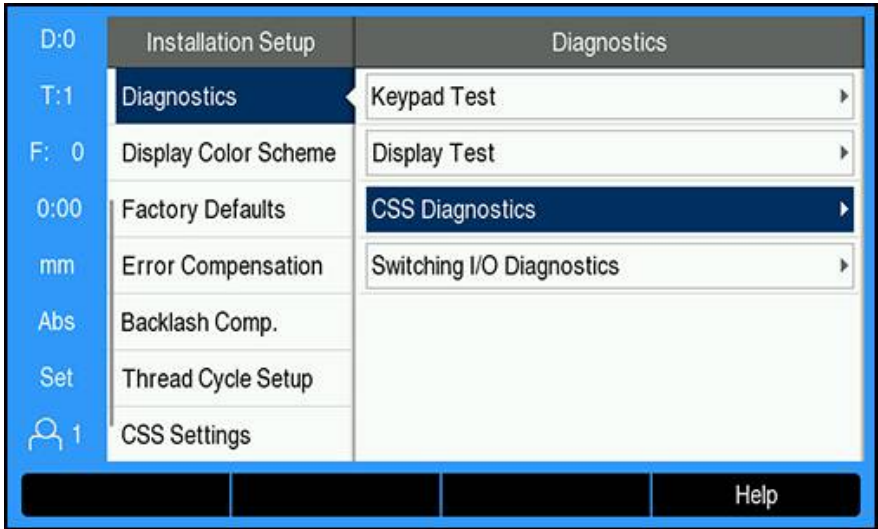 D:0
T:1
F: 0
0:00
mm
Abs
Set
1
Installation Setup
Diagnostics
Display Color Scheme
Factory Defaults
Error Compensation
Backlash Comp.
Thread Cycle Setup
CSS Settings
Diagnostics
Keypad Test
Display Test
CSS Diagnostics
Switching I/O Diagnostics
Help